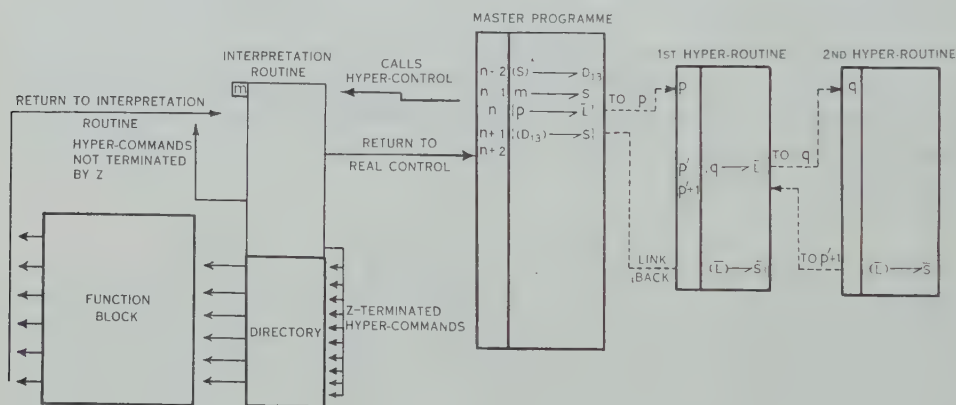 MASTER PROGRAMME
INTERPRETATION
ROUTINE
CALLS
HYPER-CONTROL
1ST HYPER-ROUTINE
2ND HYPER-ROUTINE
m
RETURN TO INTERPRETATION
ROUTINE
HYPER-COMMANDS
NOT TERMINATED
BY Z
RETURN TO
REAL CONTROL
n-2 (S) → D₁₃
n 1 m → S
n (p → L̄'
n+1 {(D₁₃) → S}
n+2
TO p
p
p' .q → L̄
p'+1
TO q
q
TO p'+1
LINK
BACK
(L̄) → S̄
(L̄) → S̄
FUNCTION
BLOCK
DIRECTORY
Z-TERMINATED
HYPER-COMMANDS